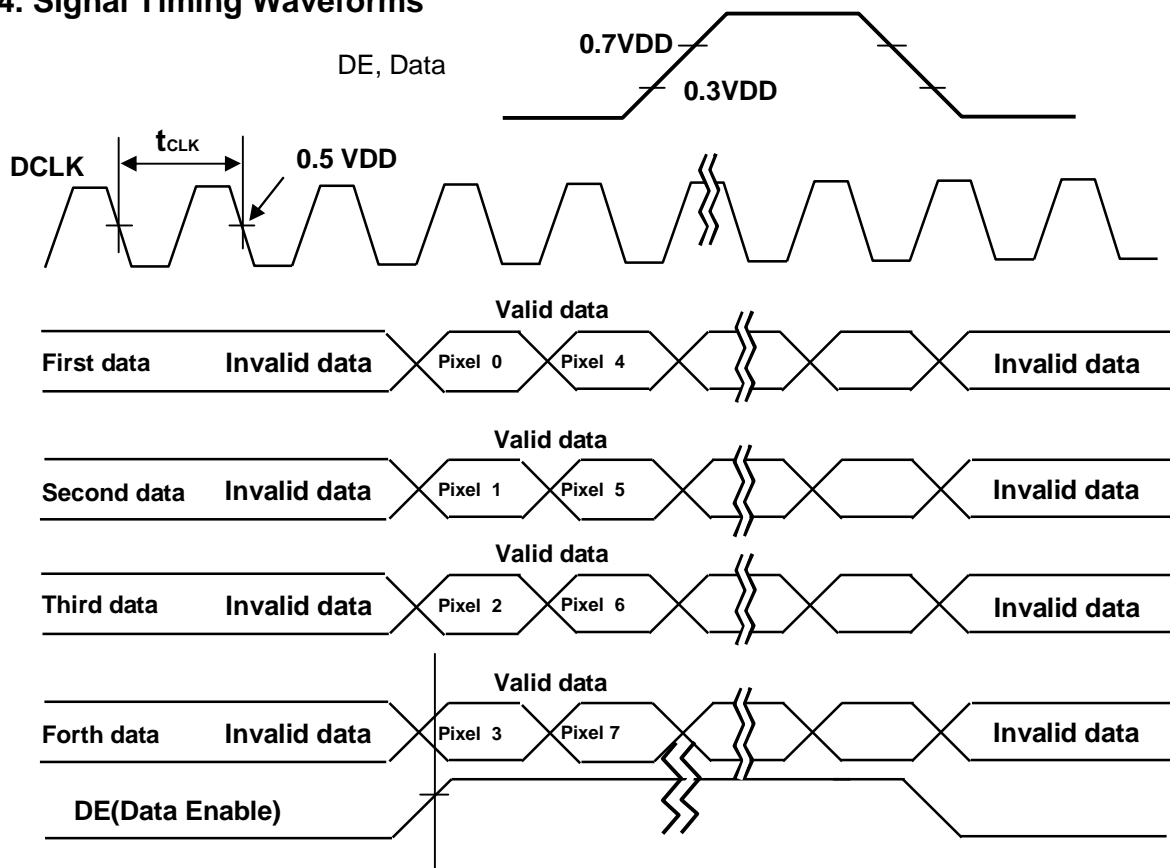 4. Signal Timing Waveforms
0.7VDD
DE, Data
0.3VDD
tCLK
0.5 VDD
DCLK
Valid data
First data Invalid data Pixel 0 Pixel 4 Invalid data
Valid data
Second data Invalid data Pixel 1 Pixel 5 Invalid data
Valid data
Third data Invalid data Pixel 2 Pixel 6 Invalid data
Valid data
Forth data Invalid data Pixel 3 Pixel 7 Invalid data
DE(Data Enable)